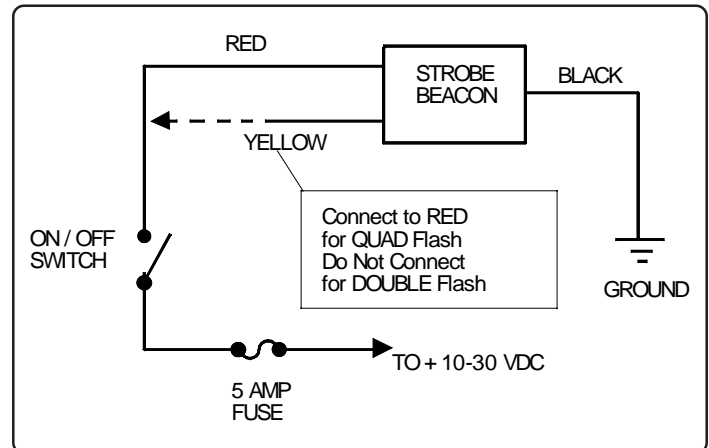 RED
STROBE
BEACON
BLACK
YELLOW
Connect to RED
for QUAD Flash
Do Not Connect
for DOUBLE Flash
ON / OFF
SWITCH
GROUND
TO + 10-30 VDC
5 AMP
FUSE